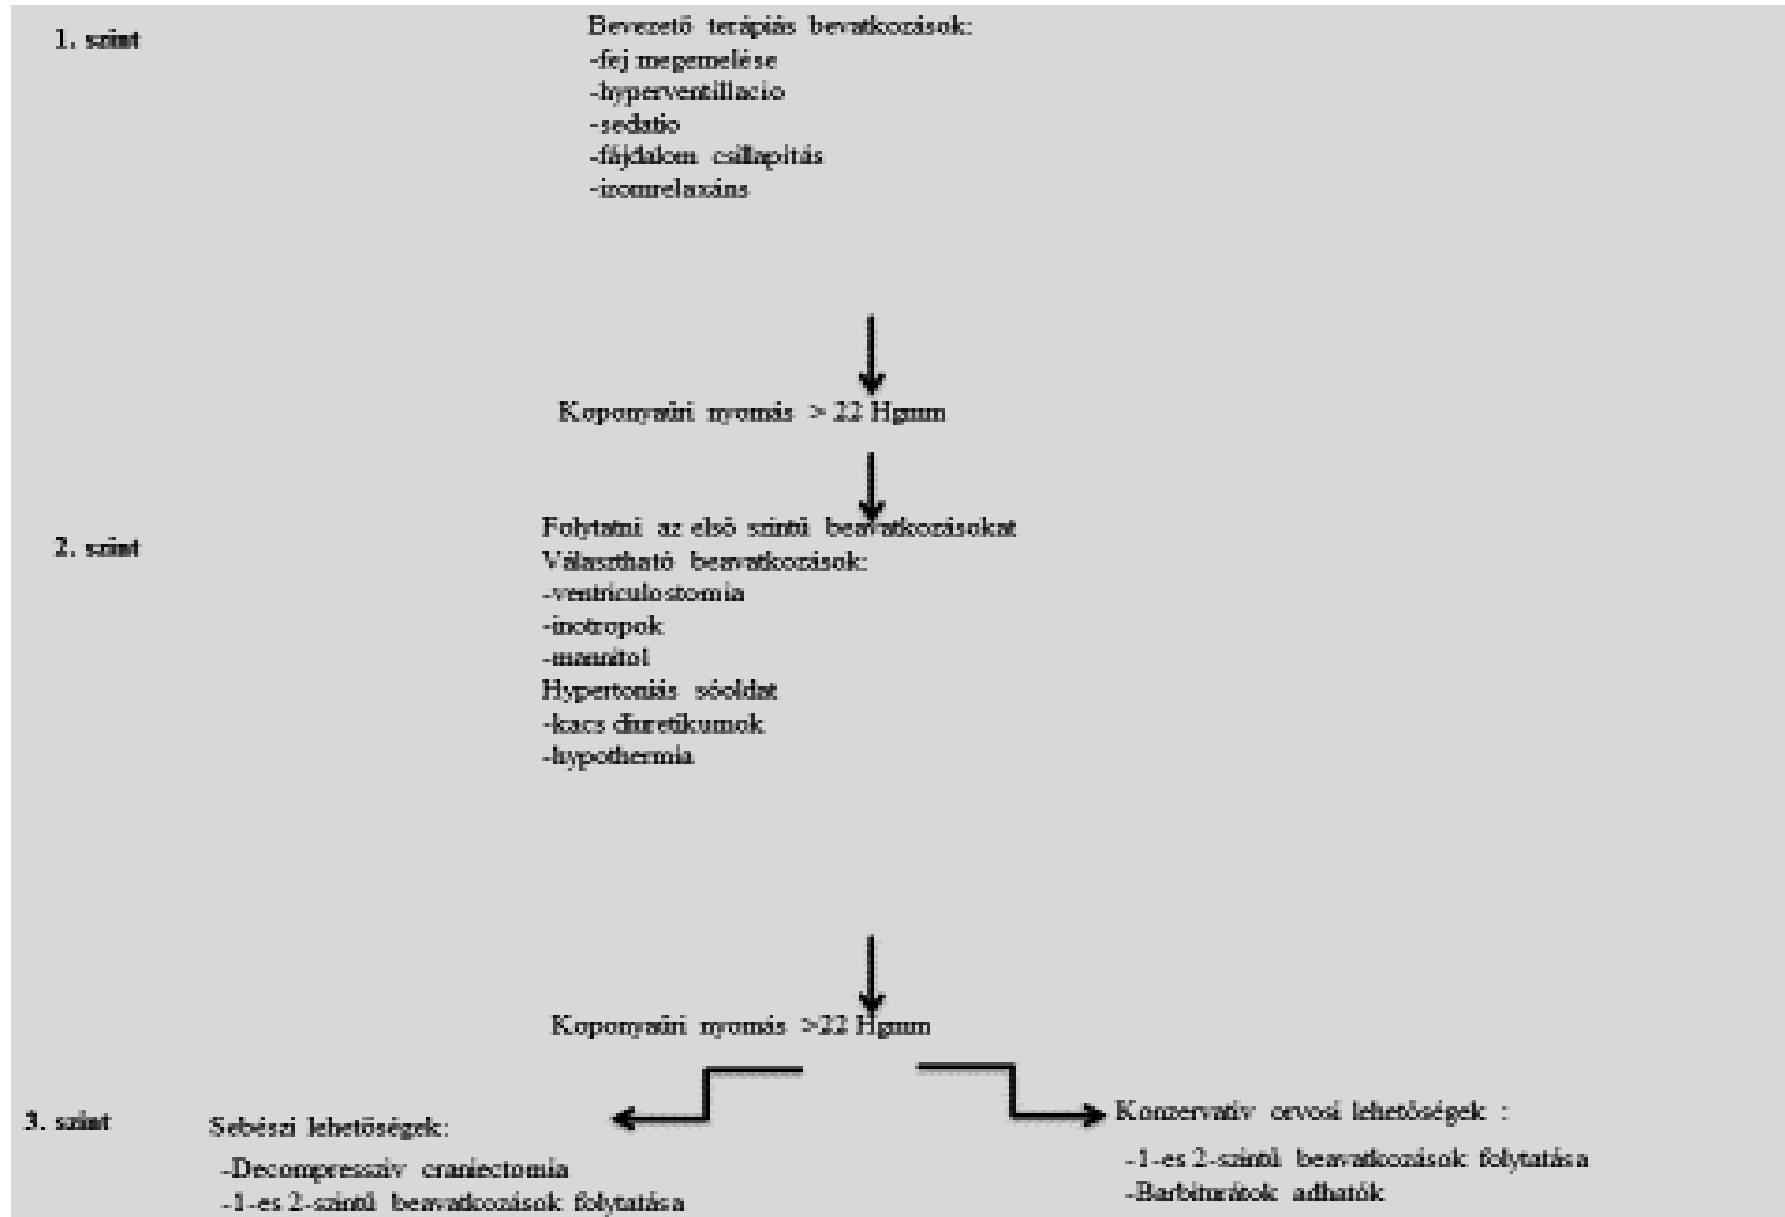 1. szint
Bevezető terápiás bevatkozások:
-fej megemelése
-hyperventillacio
-sedatio
-fájdalom csillapítás
-izomrelaxáns
Koponyaűri nyomás > 22 Hgmm
2. szint
Folytatni az első szintű beavatkozásokat
Választható beavatkozások:
-ventriculostomia
-inotropok
-mannitol
Hypertoniás sóoldat
-kacs diuretikumok
-hypothermia
Koponyaűri nyomás >22 Hgmm
3. szint
Sebészi lehetőségek:
-Decompressziv craniectomia
-1-es 2-szintű beavatkozások folytatása
Konzervatív orvosi lehetőségek :
-1-es 2-szintű beavatkozások folytatása
-Barbiturátok adhatók